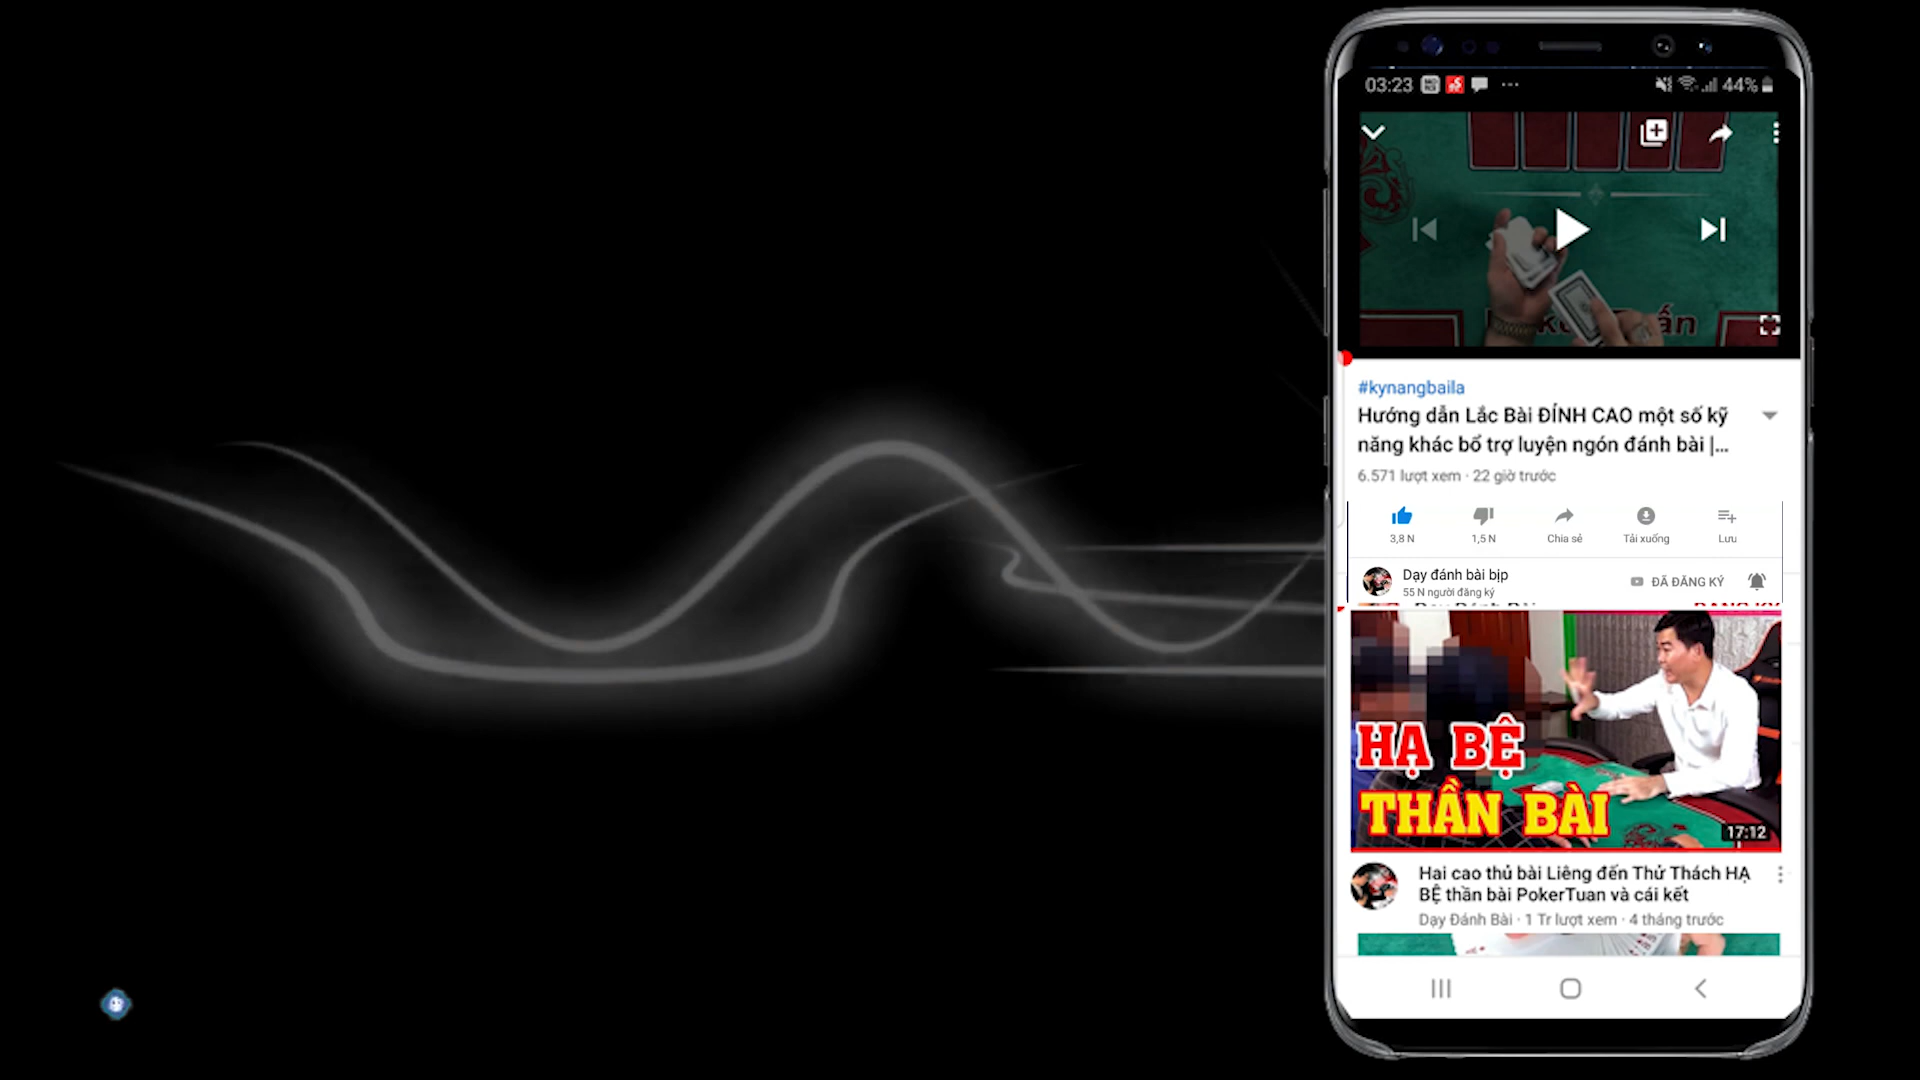 03:23
44%
#kynangbaila
Hướng dẫn Lắc Bài ĐỈNH CAO một số kỹ
năng khác bổ trợ luyện ngón đánh bài |...
6.571 lượt xem · 22 giờ trước
3,8 N
1,5 N
Chia sẻ
Tải xuống
Lưu
Dạy đánh bài bịp
55 N người đăng ký
ĐÃ ĐĂNG KÝ
HẠ BỆ
THẦN BÀI
17:12
Hai cao thủ bài Liêng đến Thử Thách HẠ
BỆ thần bài PokerTuan và cái kết
Dạy Đánh Bài · 1 Tr lượt xem · 4 tháng trước